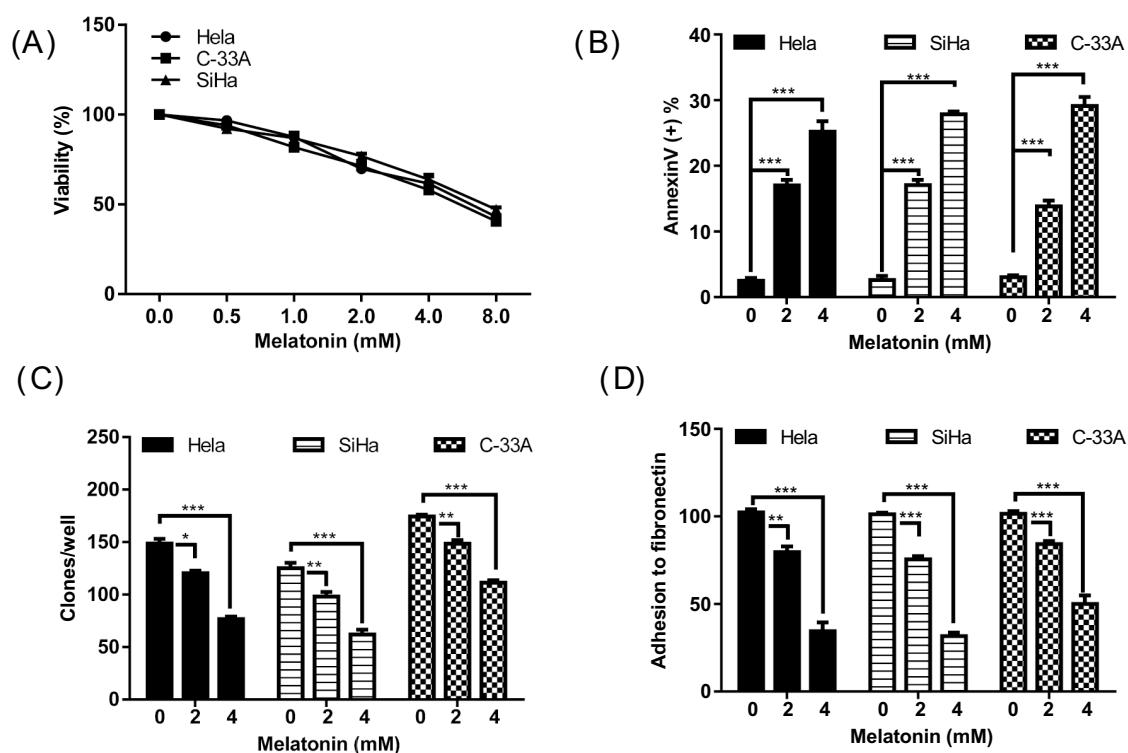 (A)
150
100
50
0
Viability (%)
Hela
C-33A
SiHa
0.0 0.5 1.0 2.0 4.0 8.0
Melatonin (mM)
(B)
Hela SiHa C-33A
40
30
20
10
0
AnnexinV (+) %
*** *** ***
*** *** ***
0 2 4 0 2 4 0 2 4
Melatonin (mM)
(C)
250
200
150
100
50
0
Clones/well
Hela SiHa C-33A
*** *** ***
* ** **
0 2 4 0 2 4 0 2 4
Melatonin (mM)
(D)
150
100
50
0
Adhesion to fibronectin
Hela SiHa C-33A
*** *** ***
** *** ***
0 2 4 0 2 4 0 2 4
Melatonin (mM)